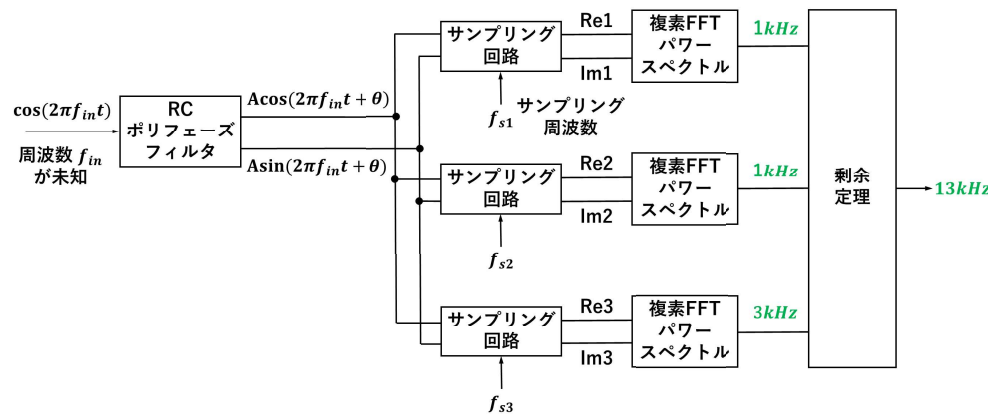 cos(2πf_in t)
周波数 f_in
が未知
RC
ポリフェーズ
フィルタ
Acos(2πf_in t + θ)
Asin(2πf_in t + θ)
サンプリング
回路
f_s1
サンプリング
周波数
Re1
Im1
複素FFT
パワー
スペクトル
1kHz
サンプリング
回路
f_s2
Re2
Im2
複素FFT
パワー
スペクトル
1kHz
サンプリング
回路
f_s3
Re3
Im3
複素FFT
パワー
スペクトル
3kHz
剰余
定理
13kHz